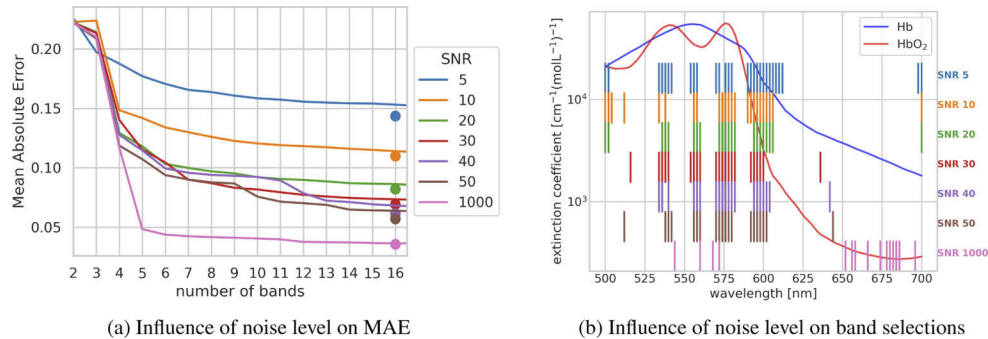 0.20
0.15
0.10
0.05
Mean Absolute Error
2 3 4 5 6 7 8 9 10 11 12 13 14 15 16
number of bands
SNR
5
10
20
30
40
50
1000
(a) Influence of noise level on MAE
extinction coefficient [cm⁻¹(molL⁻¹)⁻¹]
10⁴
10³
Hb
HbO₂
SNR 5
SNR 10
SNR 20
SNR 30
SNR 40
SNR 50
SNR 1000
500 525 550 575 600 625 650 675 700
wavelength [nm]
(b) Influence of noise level on band selections